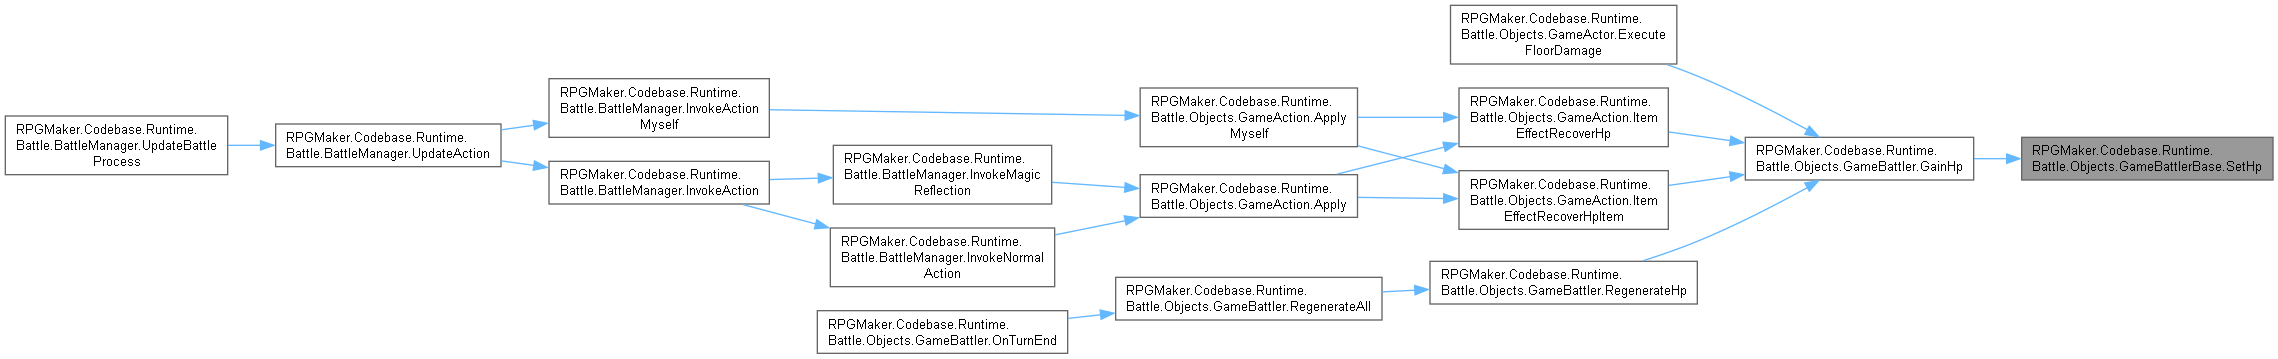 RPGMaker.Codebase.Runtime.
Battle.BattleManager.UpdateBattle
Process
RPGMaker.Codebase.Runtime.
Battle.BattleManager.UpdateAction
RPGMaker.Codebase.Runtime.
Battle.BattleManager.InvokeAction
Myself
RPGMaker.Codebase.Runtime.
Battle.BattleManager.InvokeAction
RPGMaker.Codebase.Runtime.
Battle.BattleManager.InvokeMagic
Reflection
RPGMaker.Codebase.Runtime.
Battle.BattleManager.InvokeNormal
Action
RPGMaker.Codebase.Runtime.
Battle.Objects.GameBattler.OnTurnEnd
RPGMaker.Codebase.Runtime.
Battle.Objects.GameAction.Apply
Myself
RPGMaker.Codebase.Runtime.
Battle.Objects.GameAction.Apply
RPGMaker.Codebase.Runtime.
Battle.Objects.GameBattler.RegenerateAll
RPGMaker.Codebase.Runtime.
Battle.Objects.GameActor.Execute
FloorDamage
RPGMaker.Codebase.Runtime.
Battle.Objects.GameAction.Item
EffectRecoverHp
RPGMaker.Codebase.Runtime.
Battle.Objects.GameAction.Item
EffectRecoverHpItem
RPGMaker.Codebase.Runtime.
Battle.Objects.GameBattler.RegenerateHp
RPGMaker.Codebase.Runtime.
Battle.Objects.GameBattler.GainHp
RPGMaker.Codebase.Runtime.
Battle.Objects.GameBattlerBase.SetHp